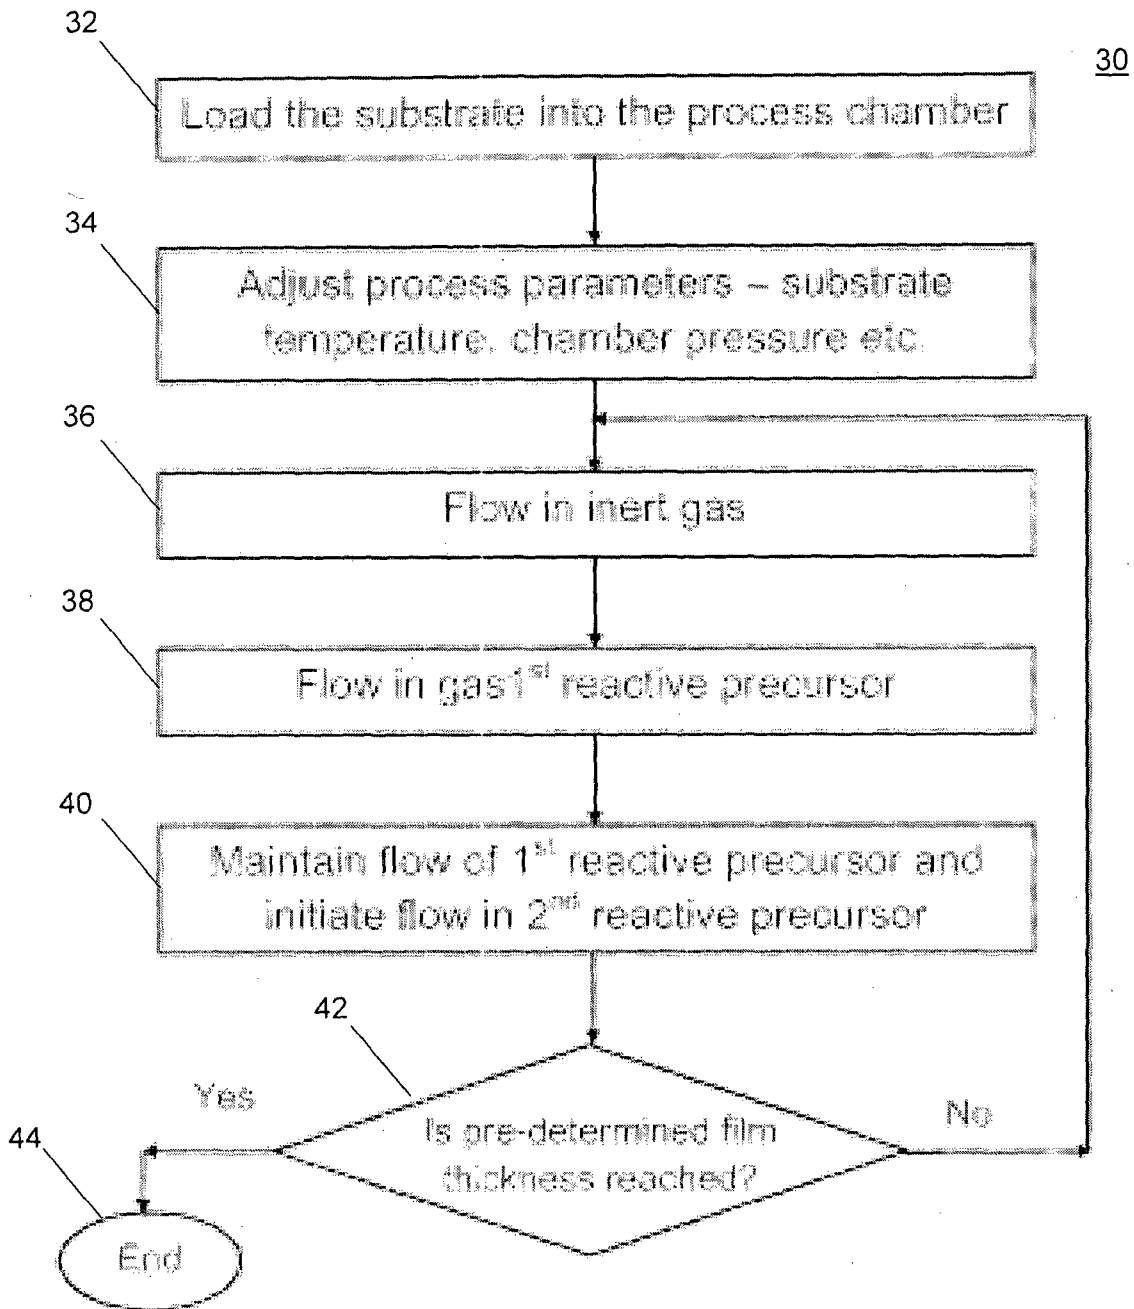 32
30
Load the substrate into the process chamber
34
Adjust process parameters – substrate
temperature, chamber pressure etc.
36
Flow in inert gas
38
Flow in gas1st reactive precursor
40
Maintain flow of 1st reactive precursor and
initiate flow in 2nd reactive precursor
42
Yes
No
Is pre-determined film
thickness reached?
44
End